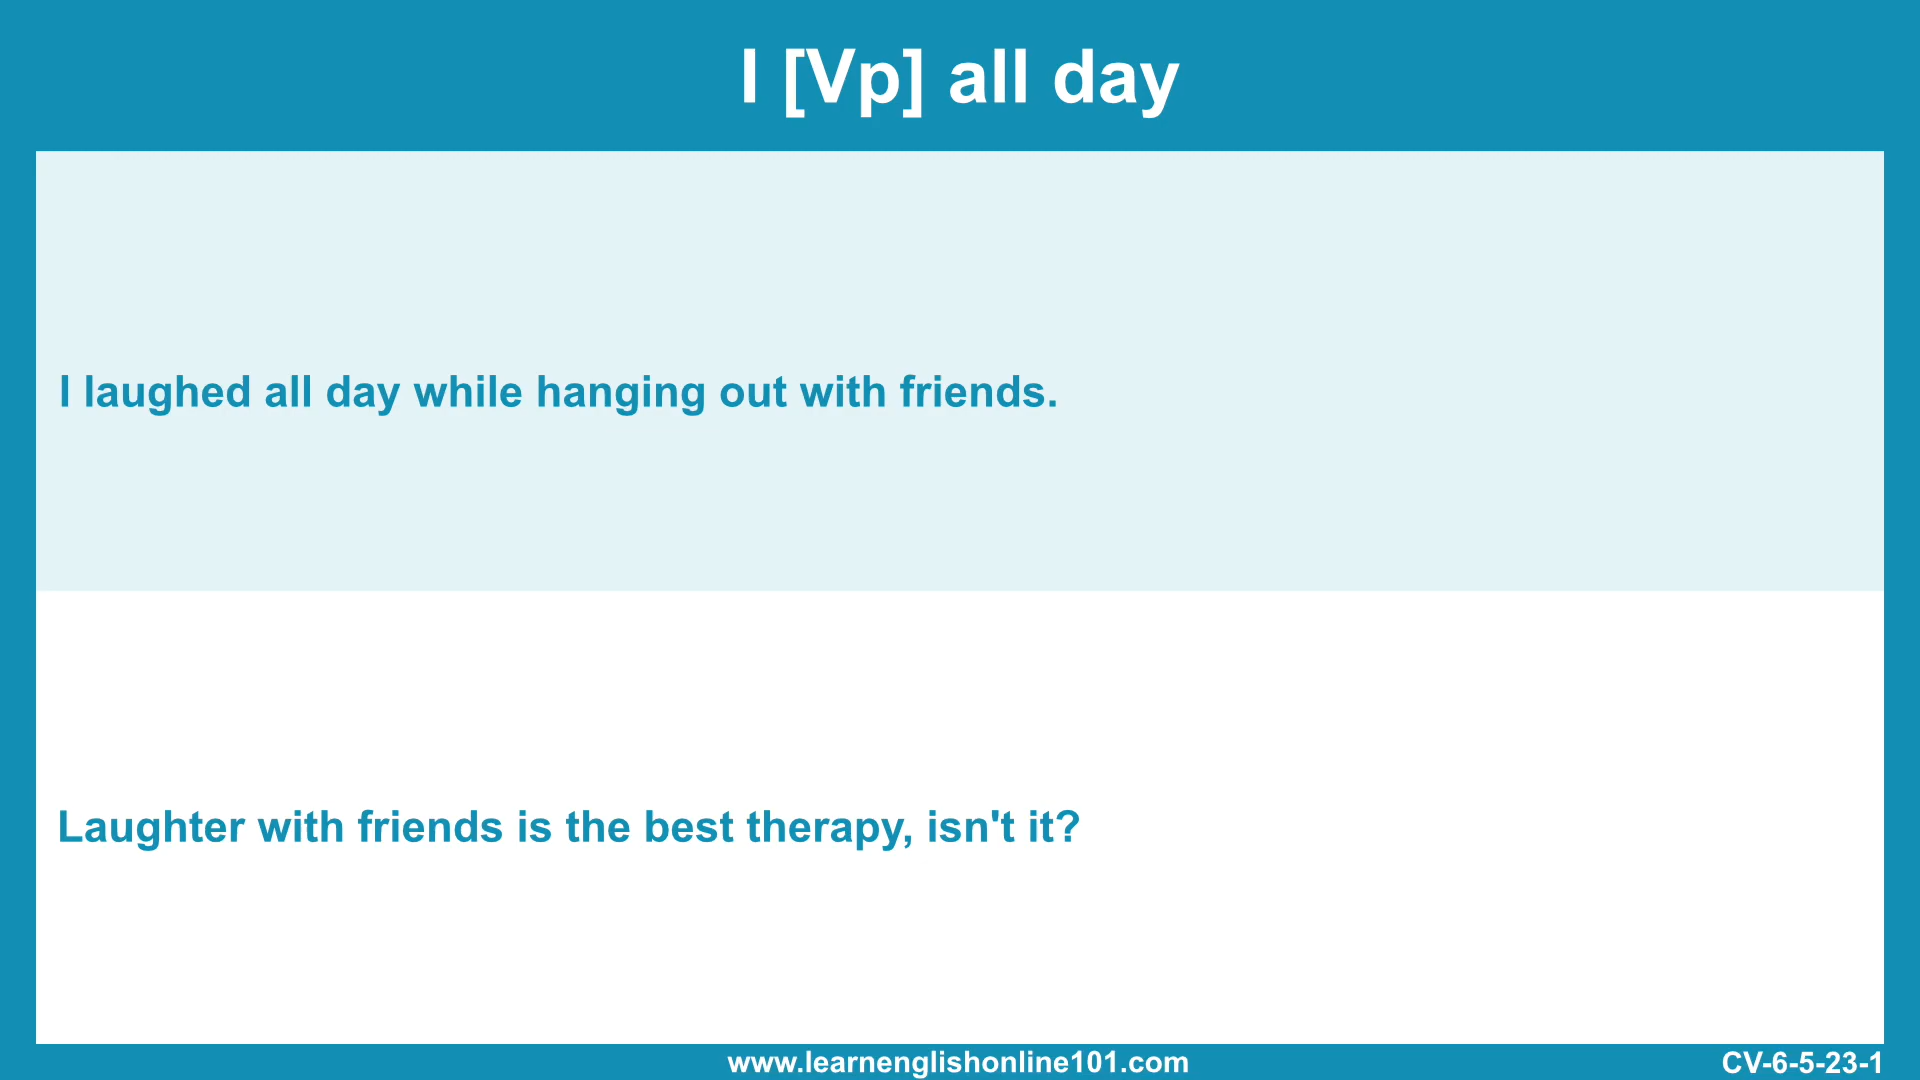 I [Vp] all day
I laughed all day while hanging out with friends.
Laughter with friends is the best therapy, isn't it?
www.learnenglishonline101.com
CV-6-5-23-1